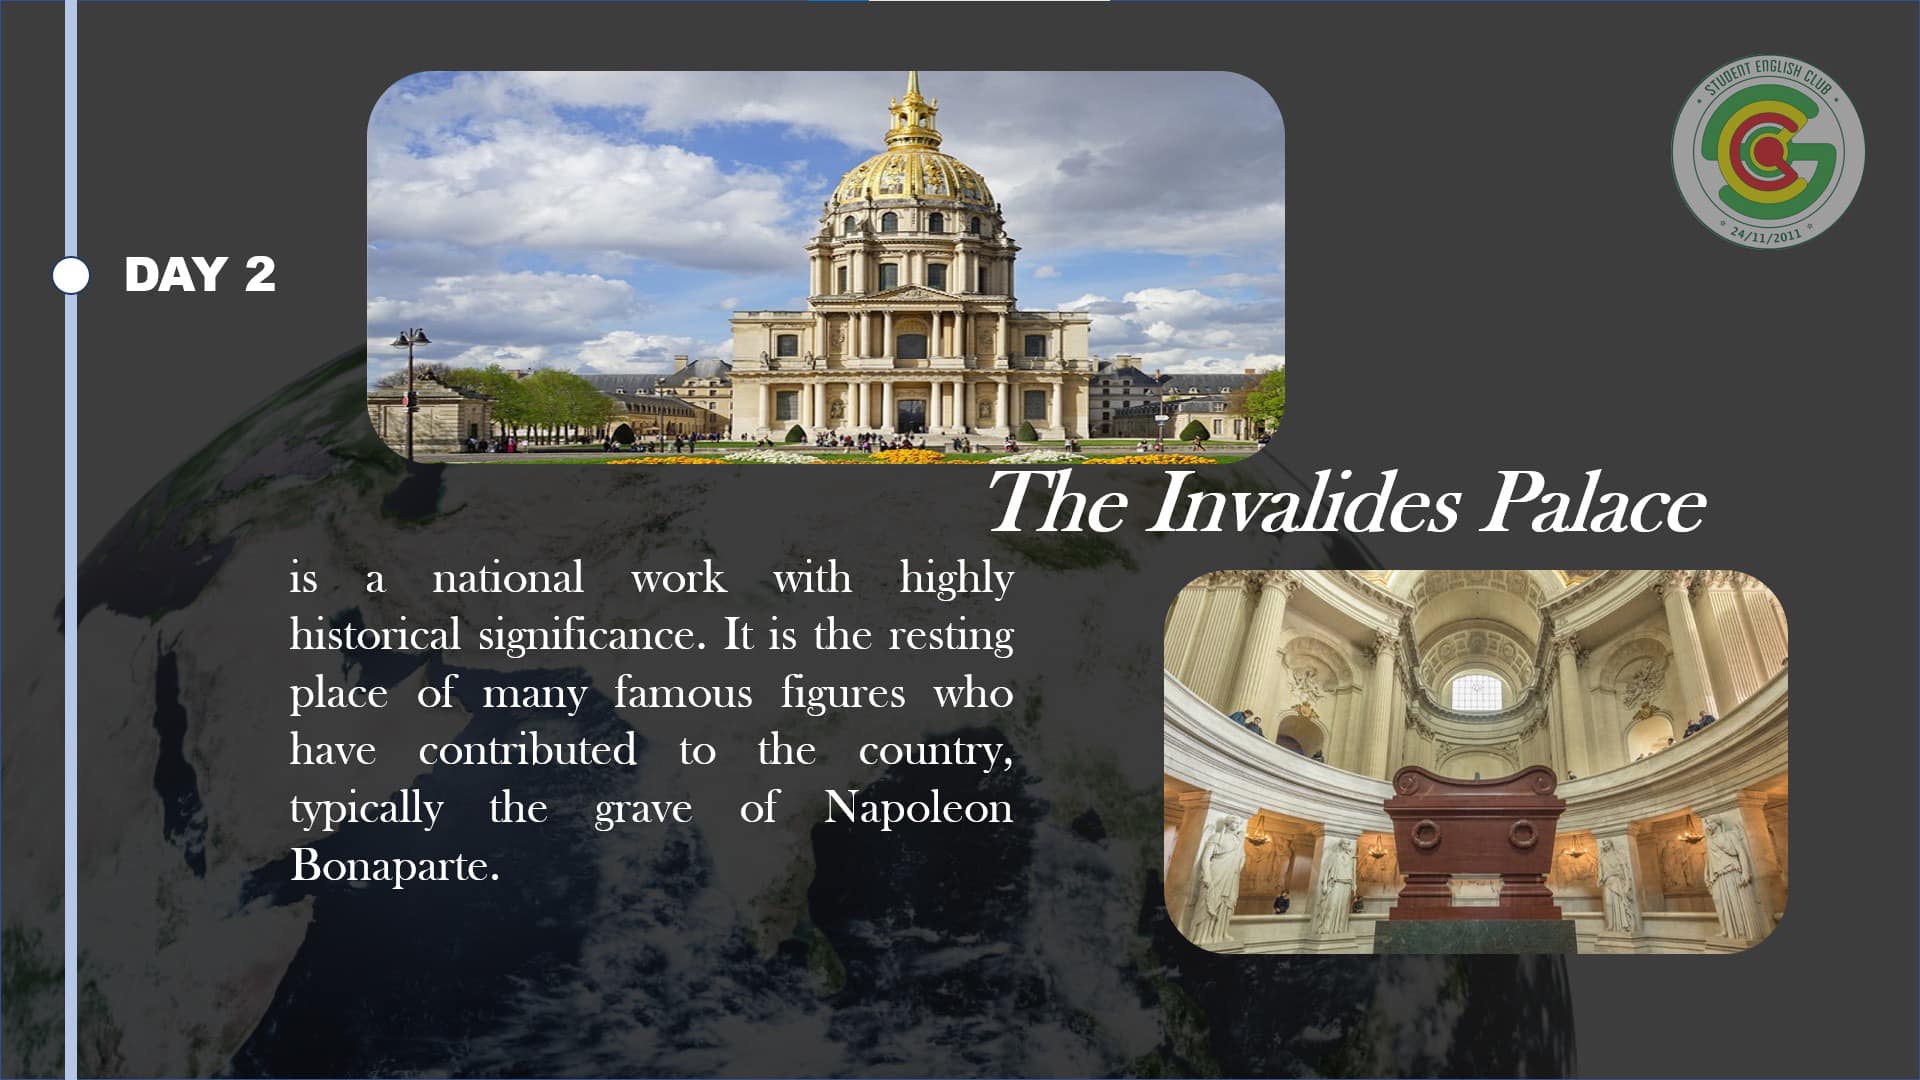 STUDENT ENGLISH CLUB
24/11/2011
DAY 2
The Invalides Palace
is a national work with highly
historical significance. It is the resting
place of many famous figures who
have contributed to the country,
typically the grave of Napoleon
Bonaparte.